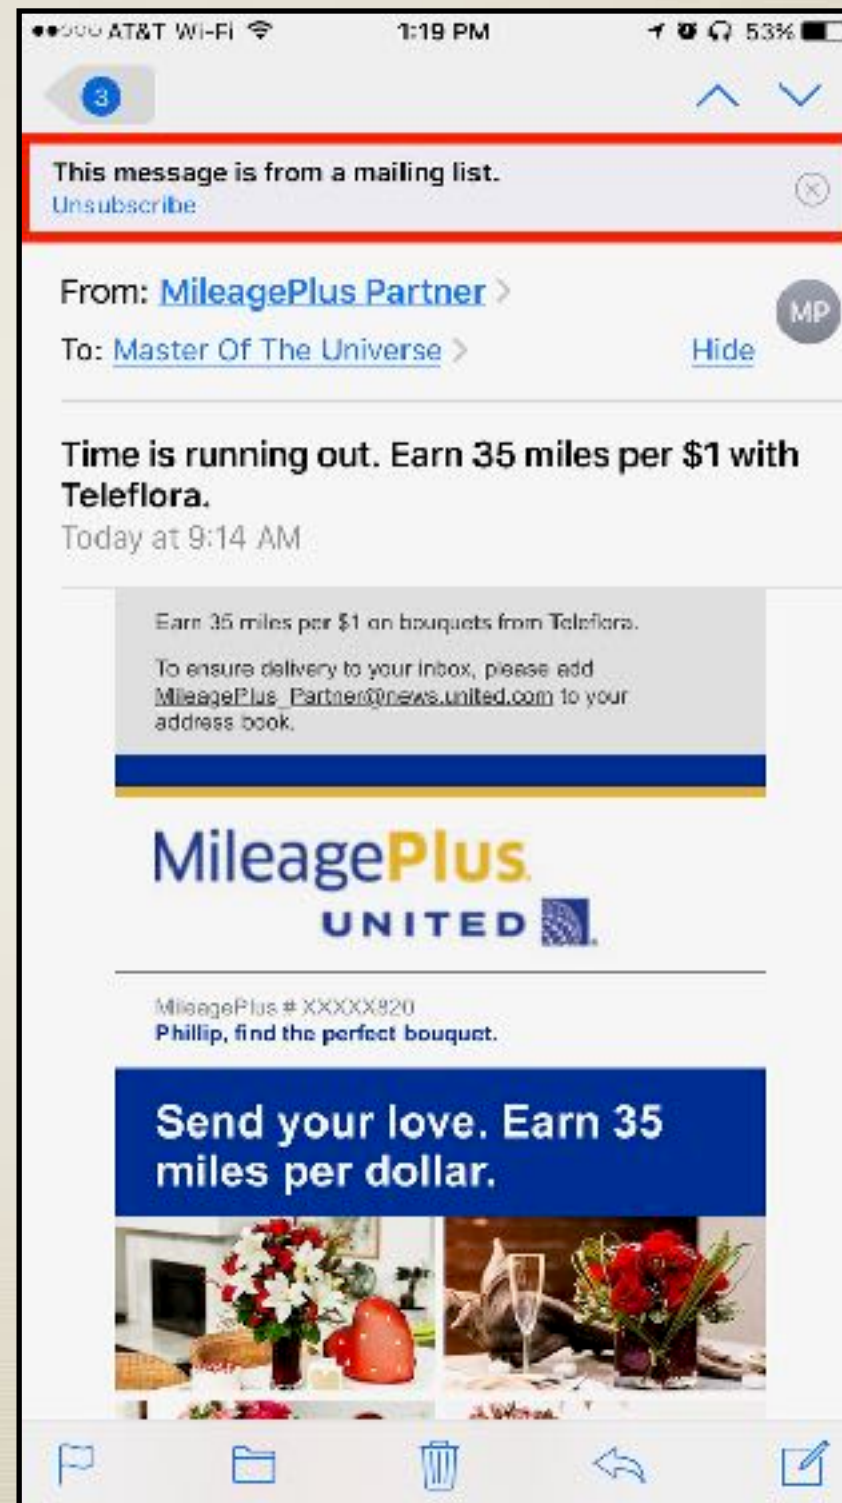 AT&T Wi-Fi 1:19 PM 53%
3
This message is from a mailing list.
Unsubscribe
From: MileagePlus Partner
MP
To: Master Of The Universe Hide
Time is running out. Earn 35 miles per $1 with
Teleflora.
Today at 9:14 AM
Earn 35 miles per $1 on bouquets from Teleflora.
To ensure delivery to your inbox, please add
MileagePlus_Partner@news.united.com to your
address book.
MileagePlus
UNITED
MileagePlus # XXXXX820
Phillip, find the perfect bouquet.
Send your love. Earn 35
miles per dollar.